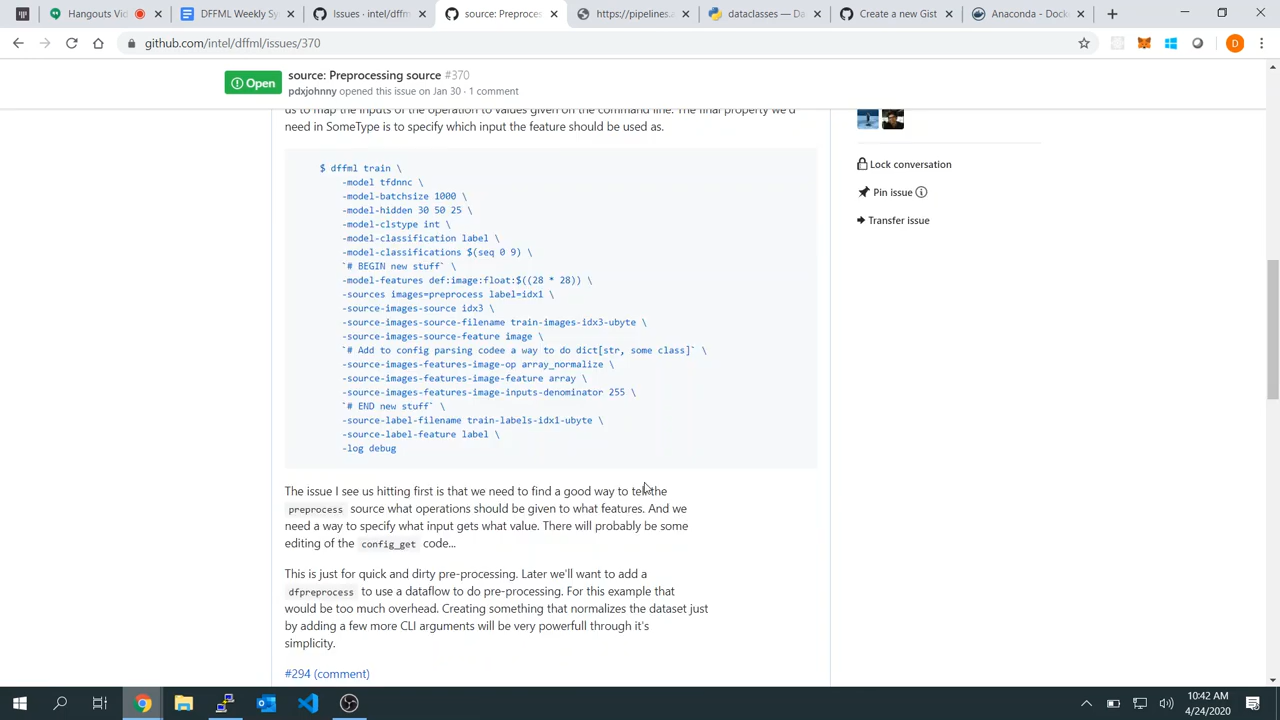 Hangouts Vid
DFFML Weekly Sy
Issues · intel/dffm
source: Preproces
https://pipelines.a
dataclasses — Da
Create a new Gist
Anaconda - Dock
github.com/intel/dffml/issues/370
D
Open
source: Preprocessing source #370
pdxjohnny opened this issue on Jan 30 · 1 comment
us to map the inputs of the operation to values given on the command line. The final property we'd
need in SomeType is to specify which input the feature should be used as.
$ dffml train \
-model tfdnnc \
-model-batchsize 1000 \
-model-hidden 30 50 25 \
-model-clstype int \
-model-classification label \
-model-classifications $(seq 0 9) \
`# BEGIN new stuff` \
-model-features def:image:float:$((28 * 28)) \
-sources images=preprocess label=idx1 \
-source-images-source idx3 \
-source-images-source-filename train-images-idx3-ubyte \
-source-images-source-feature image \
`# Add to config parsing codee a way to do dict[str, some class]` \
-source-images-features-image-op array_normalize \
-source-images-features-image-feature array \
-source-images-features-image-inputs-denominator 255 \
`# END new stuff` \
-source-label-filename train-labels-idx1-ubyte \
-source-label-feature label \
-log debug
The issue I see us hitting first is that we need to find a good way to tell the
preprocess source what operations should be given to what features. And we
need a way to specify what input gets what value. There will probably be some
editing of the config_get code...
This is just for quick and dirty pre-processing. Later we'll want to add a
dfpreprocess to use a dataflow to do pre-processing. For this example that
would be too much overhead. Creating something that normalizes the dataset just
by adding a few more CLI arguments will be very powerfull through it's
simplicity.
#294 (comment)
Lock conversation
Pin issue
Transfer issue
10:42 AM
4/24/2020